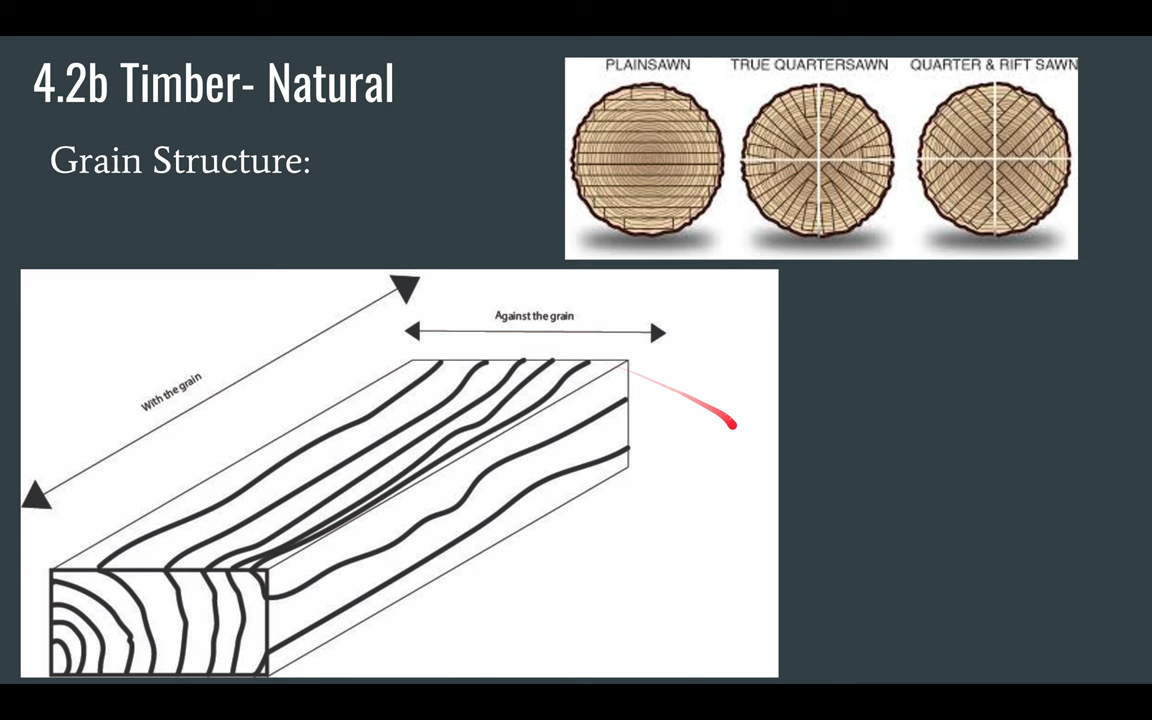 4.2b Timber- Natural
Grain Structure:
PLAINSAWN
TRUE QUARTERSAWN
QUARTER & RIFT SAWN
With the grain
Against the grain